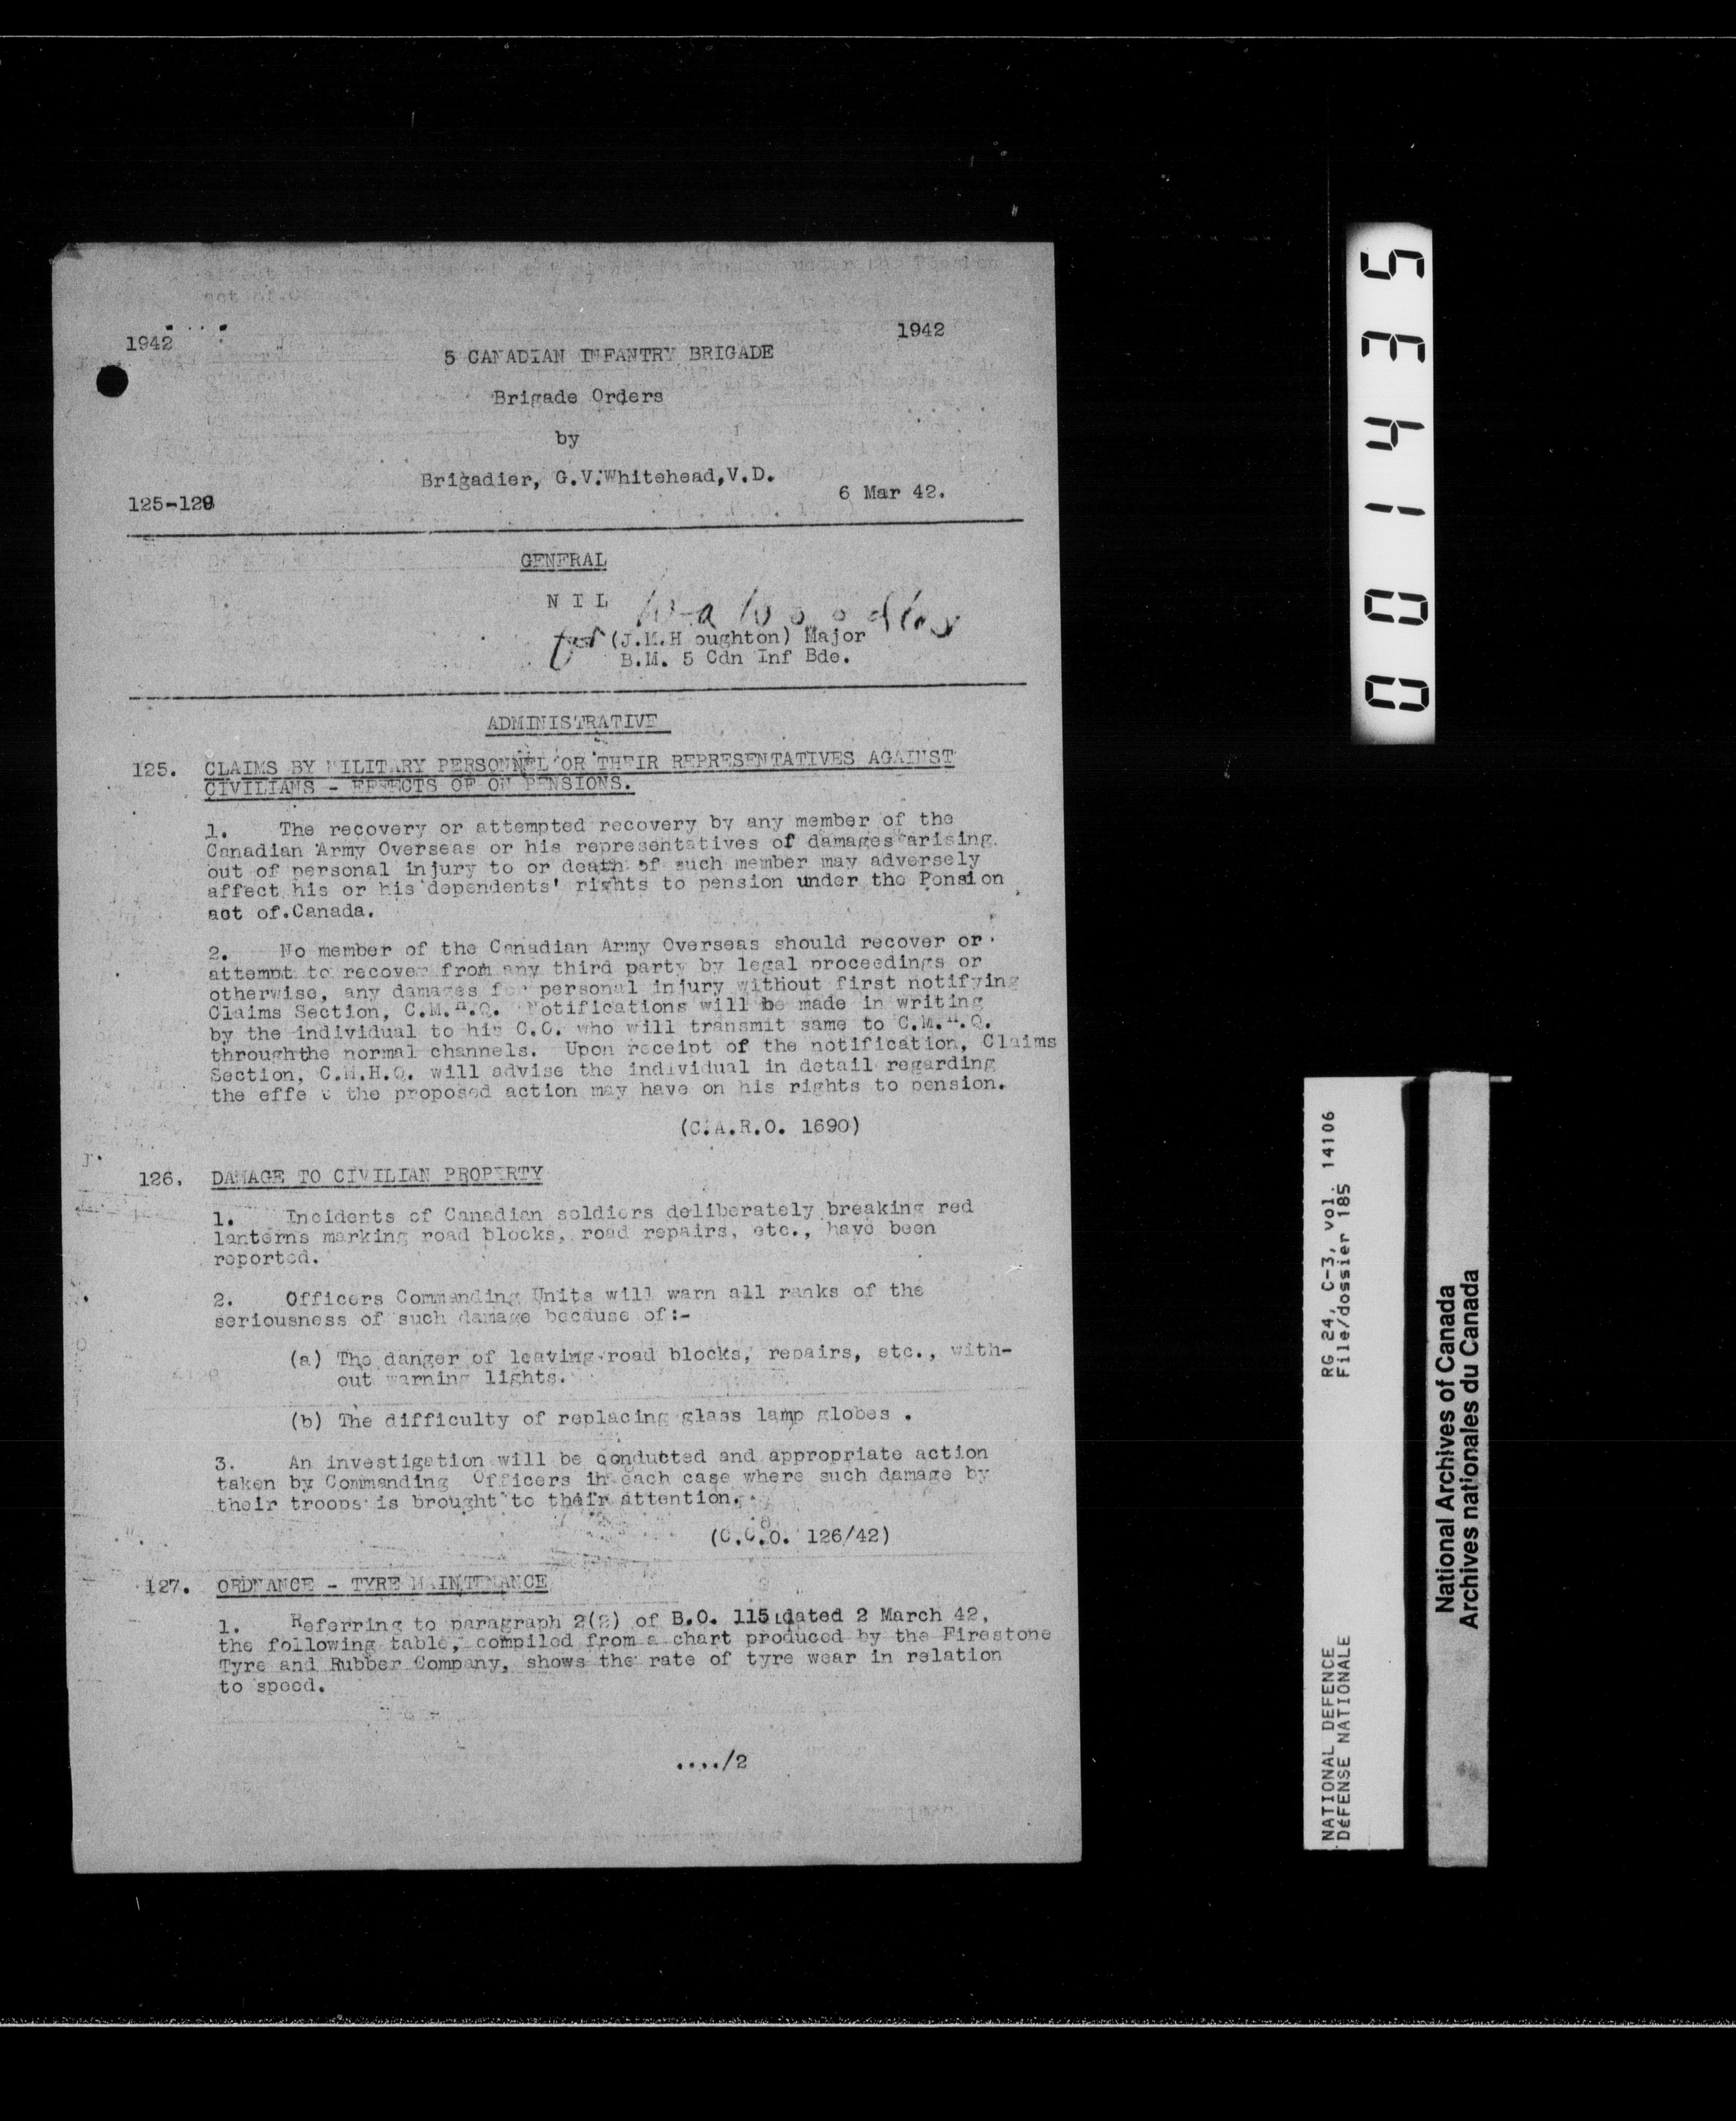 1942
1942
5 CANADIAN INFANTRY BRIGADE
Brigade Orders
by
Brigadier, G.V.Whitehead,V.D.
125-129
6 Mar 42.
GENERAL
N I L
for (J.M.H oughton) Major
B.M. 5 Cdn Inf Bde.
ADMINISTRATIVE
125. CLAIMS BY MILITARY PERSONNEL OR THEIR REPRESENTATIVES AGAINST
CIVILIANS - EFFECTS OF ON PENSIONS.
1. The recovery or attempted recovery by any member of the
Canadian Army Overseas or his representatives of damages arising
out of personal injury to or death of such member may adversely
affect his or his dependents' rights to pension under the Pension
act of.Canada.
2. No member of the Canadian Army Overseas should recover or
attempt to recover from any third party by legal proceedings or
otherwise, any damages for personal injury without first notifying
Claims Section, C.M.H.Q. Notifications will be made in writing
by the individual to his C.O. who will transmit same to C.M.H.Q.
throughthe normal channels. Upon receipt of the notification, Claims
Section, C.M.H.Q. will advise the individual in detail regarding
the effe t the proposed action may have on his rights to pension.
(C.A.R.O. 1690)
126. DAMAGE TO CIVILIAN PROPERTY
1. Incidents of Canadian soldiers deliberately breaking red
lanterns marking road blocks, road repairs, etc., have been
reported.
2. Officers Commanding Units will warn all ranks of the
seriousness of such damage because of:-
(a) The danger of leaving road blocks, repairs, etc., with-
out warning lights.
(b) The difficulty of replacing glass lamp globes .
3. An investigation will be conducted and appropriate action
taken by Commanding Officers in each case where such damage by
their troops is brought to their attention.
(C.C.O. 126/42)
127. ORDNANCE - TYRE MAINTENANCE
1. Referring to paragraph 2(2) of B.O. 115 dated 2 March 42,
the following table, compiled from a chart produced by the Firestone
Tyre and Rubber Company, shows the rate of tyre wear in relation
to speed.
..../2
001435
NATIONAL DEFENCE RG 24, C-3, vol. 14106
DéFENSE NATIONALE File/dossier 185
National Archives of Canada
Archives nationales du Canada